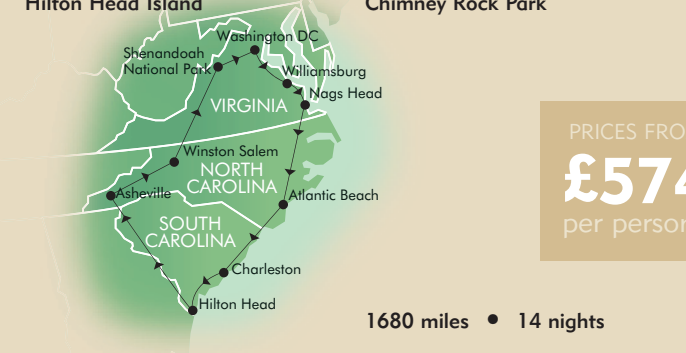 Hilton Head Island
Chimney Rock Park
Washington DC
Shenandoah
National Park
Williamsburg
VIRGINIA
Nags Head
Winston Salem
NORTH
CAROLINA
Asheville
Atlantic Beach
SOUTH
CAROLINA
Charleston
Hilton Head
PRICES FRO
£574
per person
1680 miles • 14 nights